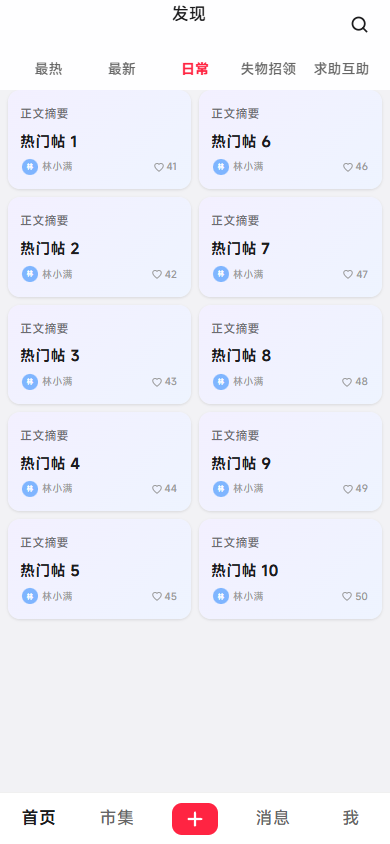 发现
最热 最新 日常 失物招领 求助互助
正文摘要
热门帖 1
林 林小满 41
正文摘要
热门帖 6
林 林小满 46
正文摘要
热门帖 2
林 林小满 42
正文摘要
热门帖 7
林 林小满 47
正文摘要
热门帖 3
林 林小满 43
正文摘要
热门帖 8
林 林小满 48
正文摘要
热门帖 4
林 林小满 44
正文摘要
热门帖 9
林 林小满 49
正文摘要
热门帖 5
林 林小满 45
正文摘要
热门帖 10
林 林小满 50
首页 市集 消息 我